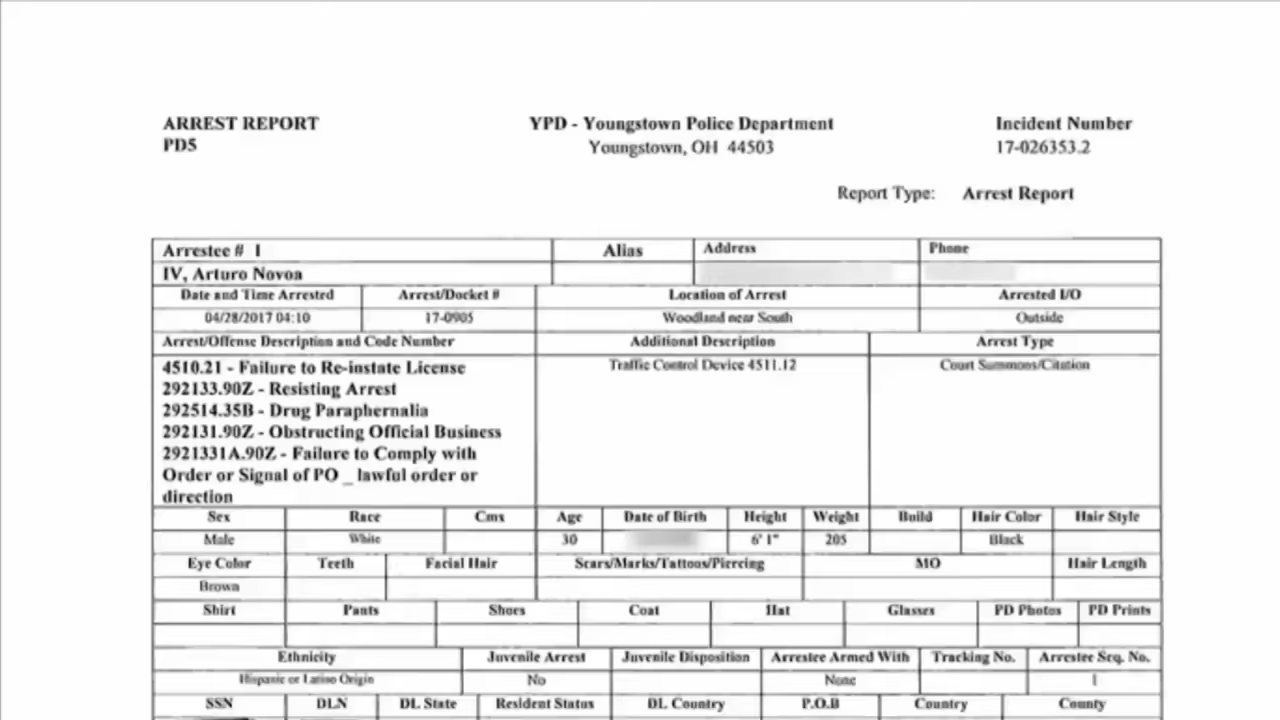 ARREST REPORT YPD - Youngstown Police Department Incident Number
PD5 Youngstown, OH 44503 17-026353.2
Report Type: Arrest Report
Arrestee # 1 Alias Address Phone
IV, Arturo Novoa
Date and Time Arrested Arrest/Docket # Location of Arrest Arrested I/O
04/28/2017 04:10 17-0905 Woodland near South Outside
Arrest/Offense Description and Code Number Additional Description Arrest Type
4510.21 - Failure to Re-instate License Traffic Control Device 4511.12 Court Summons/Citation
292133.90Z - Resisting Arrest
292514.35B - Drug Paraphernalia
292131.90Z - Obstructing Official Business
2921331A.90Z - Failure to Comply with
Order or Signal of PO _ lawful order or
direction
Sex Race Cmx Age Date of Birth Height Weight Build Hair Color Hair Style
Male White 30 6' 1" 205 Black
Eye Color Teeth Facial Hair Scars/Marks/Tattoos/Piercing MO Hair Length
Brown
Shirt Pants Shoes Coat Hat Glasses PD Photos PD Prints
Ethnicity Juvenile Arrest Juvenile Disposition Arrestee Armed With Tracking No. Arrestee Seq. No.
Hispanic or Latino Origin No None 1
SSN DLN DL State Resident Status DL Country P.O.B Country County